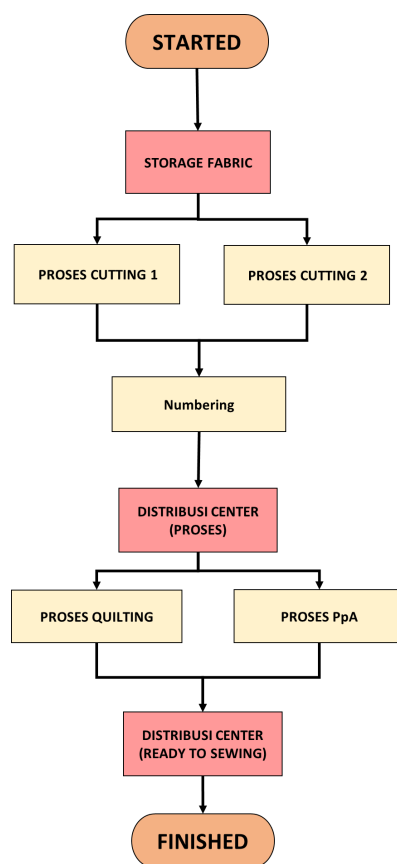 STARTED
STORAGE FABRIC
PROSES CUTTING 1
PROSES CUTTING 2
Numbering
DISTRIBUSI CENTER
(PROSES)
PROSES QUILTING
PROSES PpA
DISTRIBUSI CENTER
(READY TO SEWING)
FINISHED